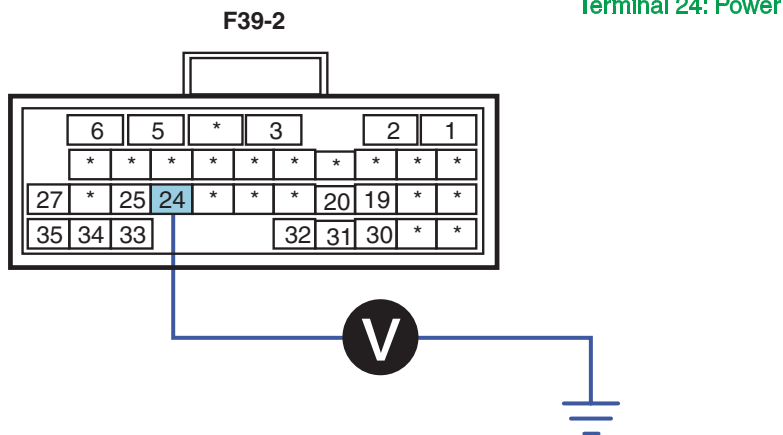 Terminal 24: Power
F39-2
6 5 * 3 2 1
* * * * * * * * * *
27 * 25 24 * * * 20 19 * *
35 34 33 32 31 30 * *
V